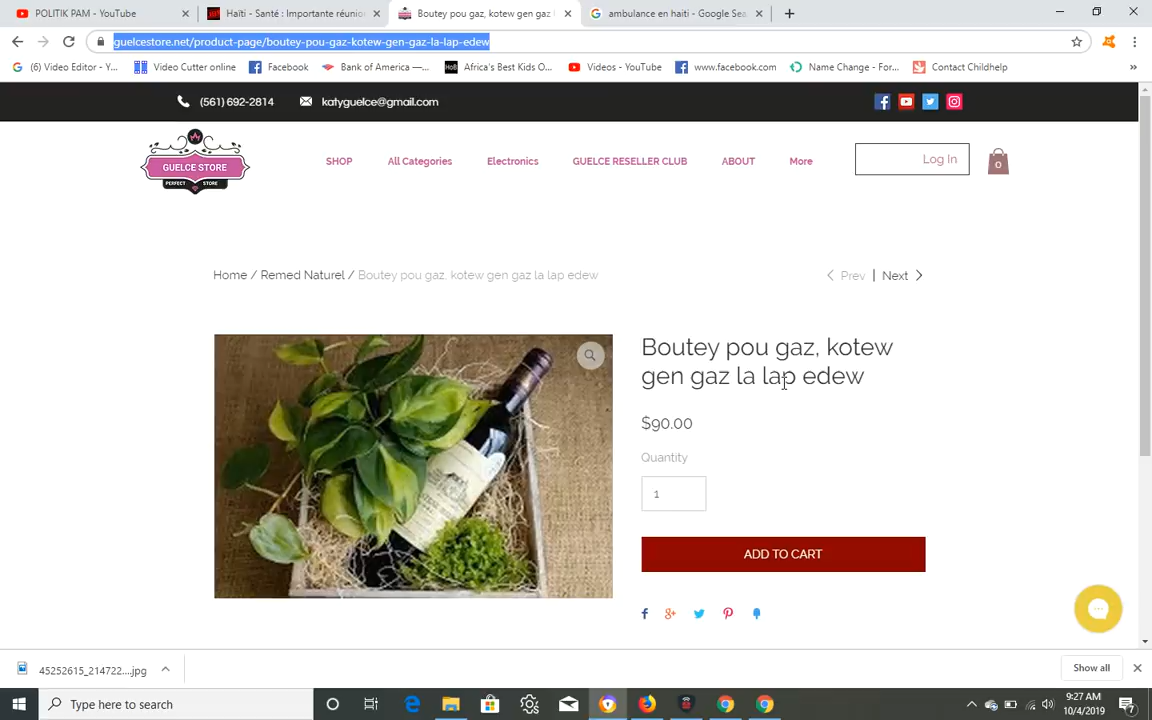 POLITIK PAM - YouTube
Haïti - Santé : Importante réunio
Boutey pou gaz, kotew gen gaz l
ambulance en haiti - Google Sea
guelcestore.net/product-page/boutey-pou-gaz-kotew-gen-gaz-la-lap-edew
(6) Video Editor - Y...
Video Cutter online
Facebook
Bank of America —...
Africa's Best Kids O...
Videos - YouTube
www.facebook.com
Name Change - For...
Contact Childhelp
(561) 692-2814
katyguelce@gmail.com
GUELCE STORE
PERFECT STORE
SHOP
All Categories
Electronics
GUELCE RESELLER CLUB
ABOUT
More
Log In
0
Home / Remed Naturel / Boutey pou gaz, kotew gen gaz la lap edew
Prev | Next
Boutey pou gaz, kotew
gen gaz la lap edew
$90.00
Quantity
1
ADD TO CART
45252615_214722....jpg
Show all
Type here to search
9:27 AM
10/4/2019
7